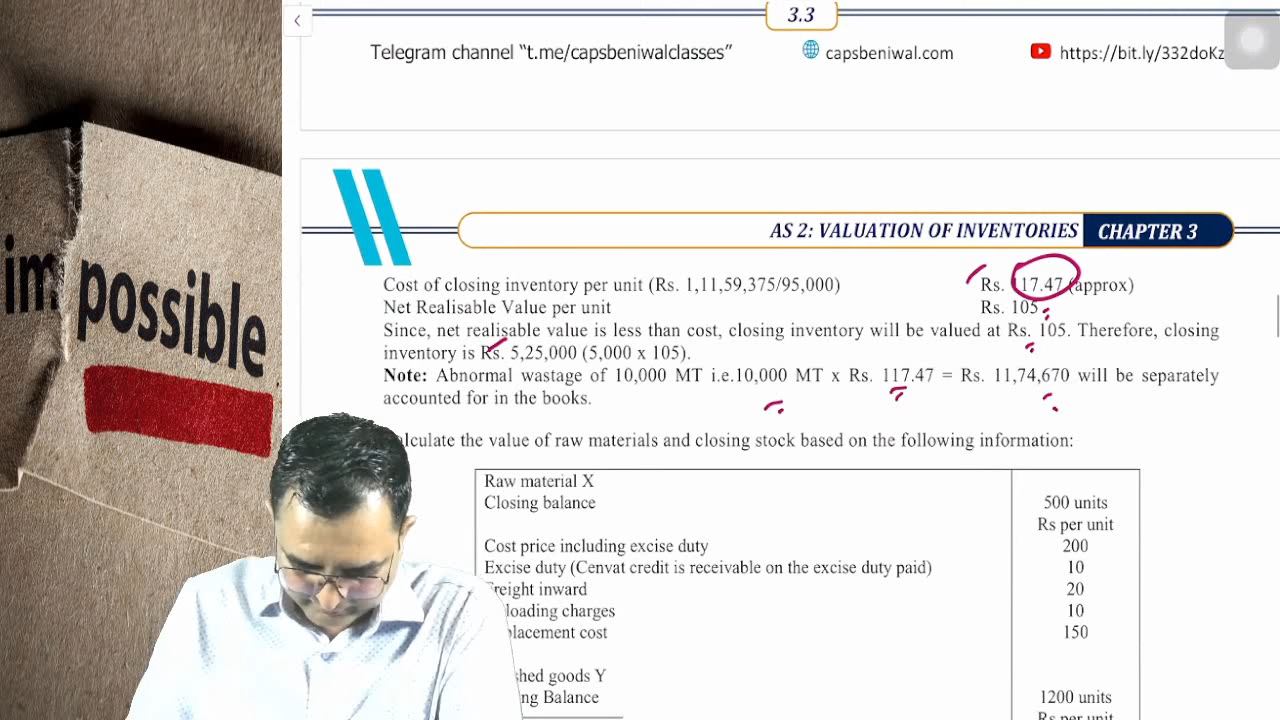 impossible
3.3
Telegram channel “t.me/capsbeniwalclasses”
capsbeniwal.com
https://bit.ly/332doKz
AS 2: VALUATION OF INVENTORIES CHAPTER 3
Cost of closing inventory per unit (Rs. 1,11,59,375/95,000) Rs. 117.47 (approx)
Net Realisable Value per unit Rs. 105
Since, net realisable value is less than cost, closing inventory will be valued at Rs. 105. Therefore, closing
inventory is Rs. 5,25,000 (5,000 x 105).
Note: Abnormal wastage of 10,000 MT i.e.10,000 MT x Rs. 117.47 = Rs. 11,74,670 will be separately
accounted for in the books.
alculate the value of raw materials and closing stock based on the following information:
Raw material X
Closing balance 500 units
Rs per unit
Cost price including excise duty 200
Excise duty (Cenvat credit is receivable on the excise duty paid) 10
reight inward 20
loading charges 10
placement cost 150
shed goods Y
ng Balance 1200 units
Rs per unit